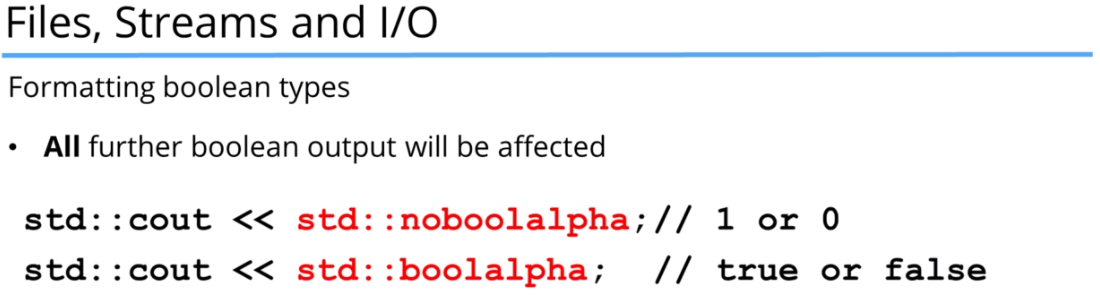 Files, Streams and I/O
Formatting boolean types
• All further boolean output will be affected
std::cout << std::noboolalpha;// 1 or 0
std::cout << std::boolalpha;  // true or false